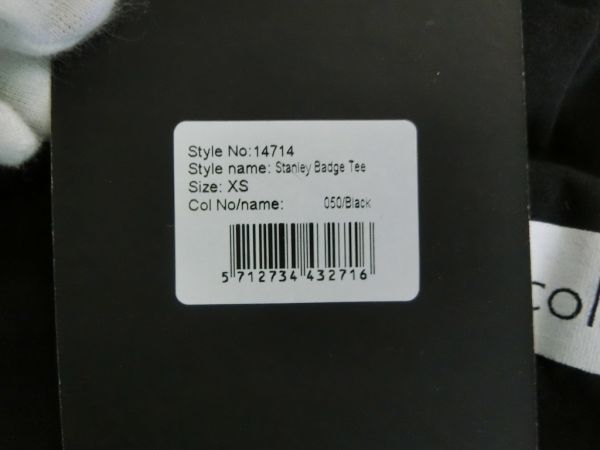 Style No:14714
Style name: Stanley Badge Tee
Size: XS
Col No/name: 050/Black
5 712734 432716
col